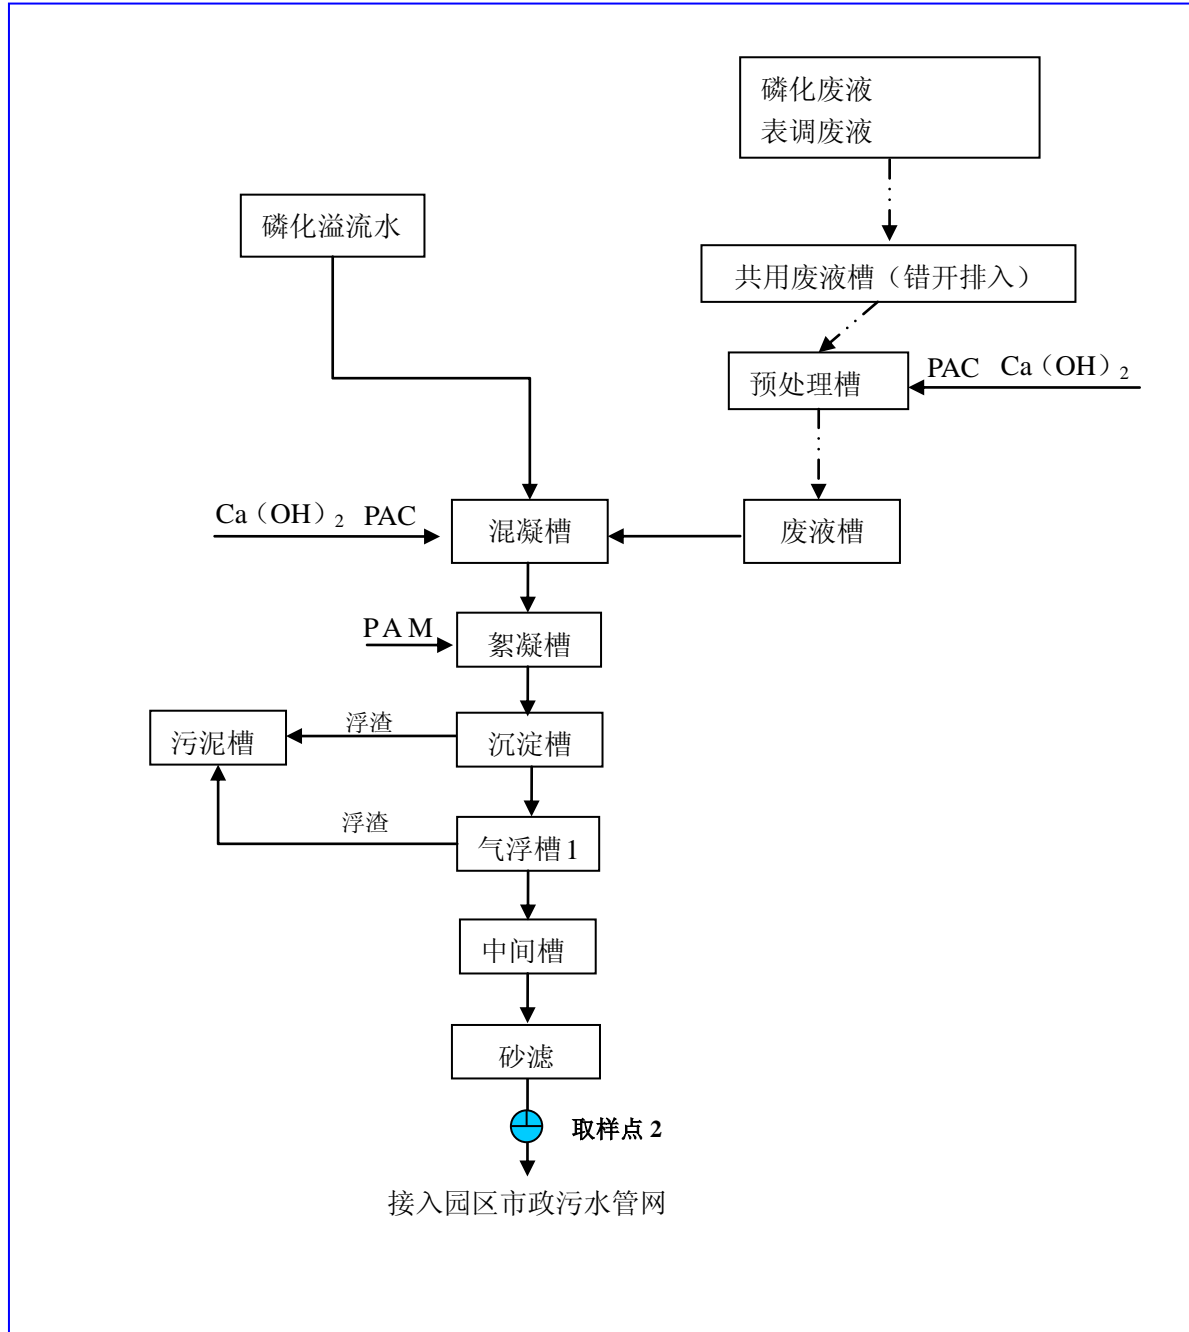 磷化废液
表调废液
磷化溢流水
共用废液槽（错开排入）
预处理槽
PAC Ca（OH）2
Ca（OH）2 PAC
混凝槽
废液槽
PAM
絮凝槽
浮渣
污泥槽
沉淀槽
浮渣
气浮槽1
中间槽
砂滤
取样点 2
接入园区市政污水管网